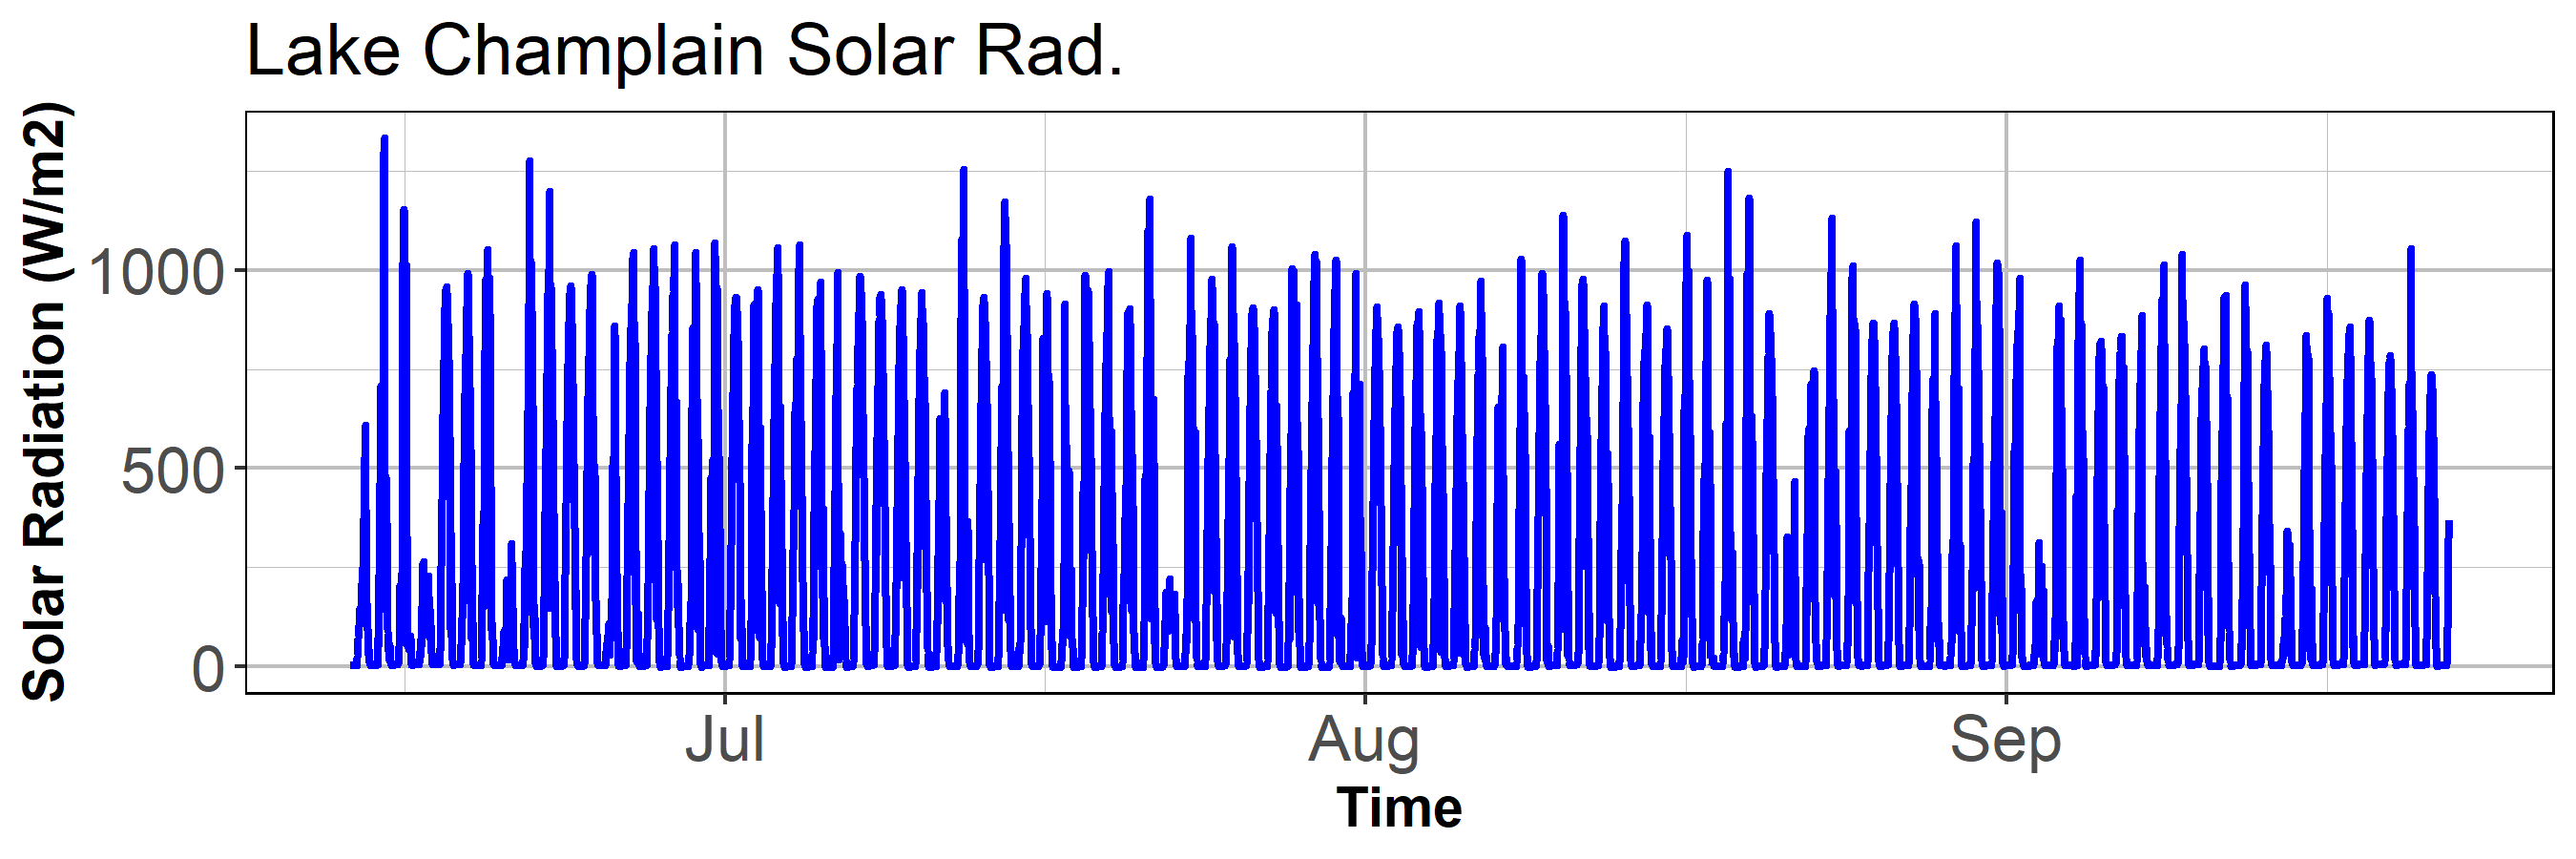 Lake Champlain Solar Rad.
Solar Radiation (W/m2)
1000
500
0
Jul Aug Sep
Time